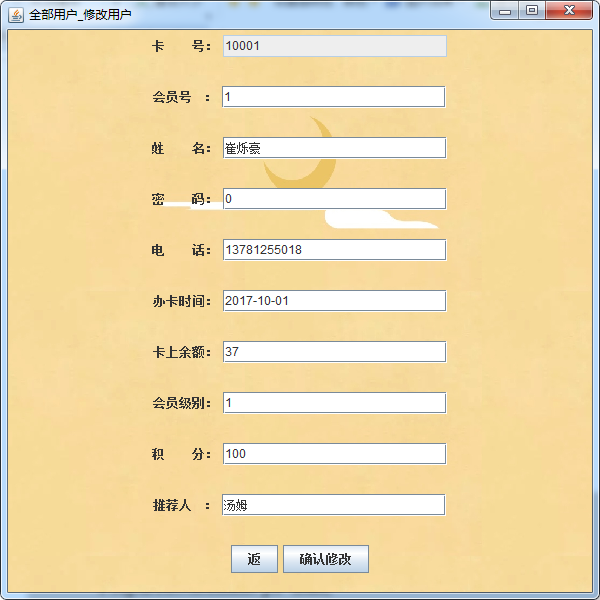 全部用户_修改用户
卡 号： 10001
会员号 ： 1
姓 名： 崔烁豪
密 码： 0
电 话： 13781255018
办卡时间： 2017-10-01
卡上余额： 37
会员级别： 1
积 分： 100
推荐人 ： 汤姆
返 确认修改